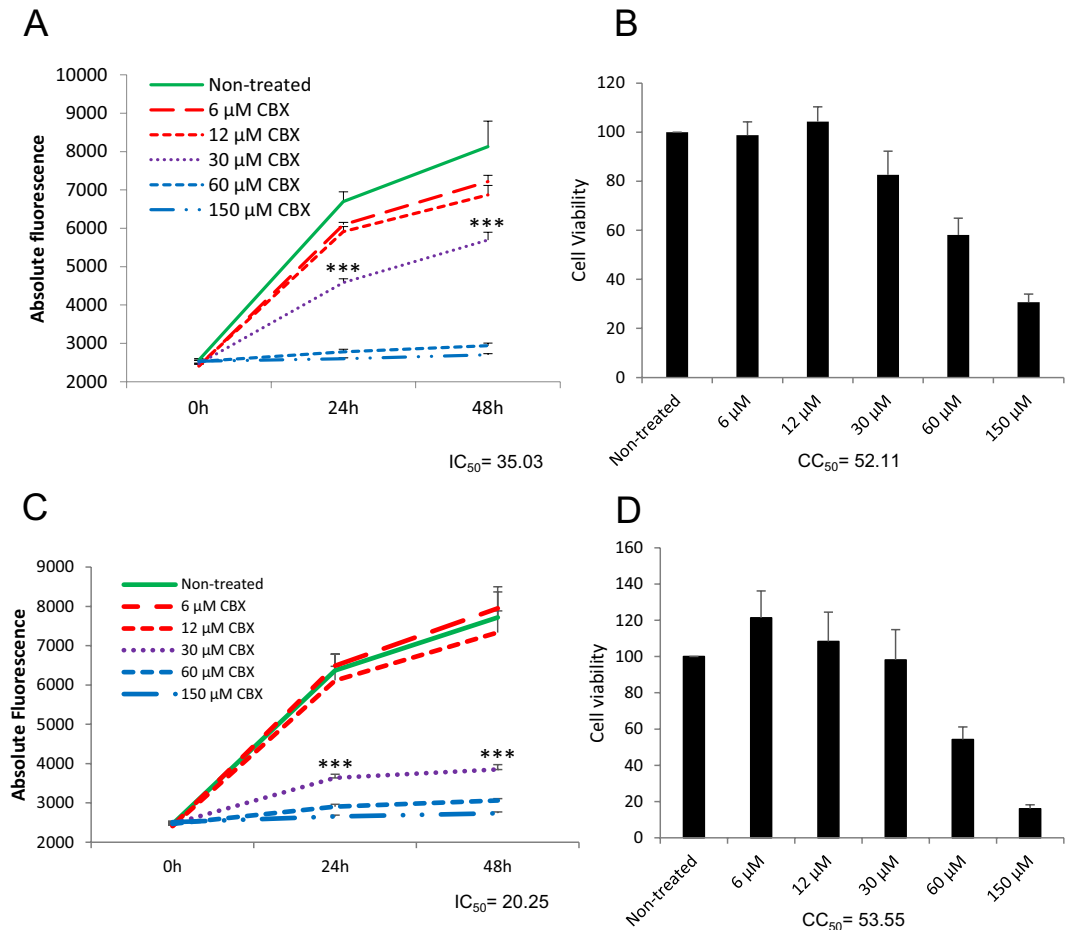 A
10000
9000
8000
7000
6000
5000
4000
3000
2000
Absolute fluorescence
Non-treated
6 µM CBX
12 µM CBX
30 µM CBX
60 µM CBX
150 µM CBX
***
***
0h
24h
48h
IC50= 35.03
B
120
100
80
60
40
20
0
Cell Viability
Non-treated
6 µM
12 µM
30 µM
60 µM
150 µM
CC50= 52.11
C
9000
8000
7000
6000
5000
4000
3000
2000
Absolute Fluorescence
Non-treated
6 µM CBX
12 µM CBX
30 µM CBX
60 µM CBX
150 µM CBX
***
***
0h
24h
48h
IC50= 20.25
D
160
140
120
100
80
60
40
20
0
Cell viability
Non-treated
6 µM
12 µM
30 µM
60 µM
150 µM
CC50= 53.55